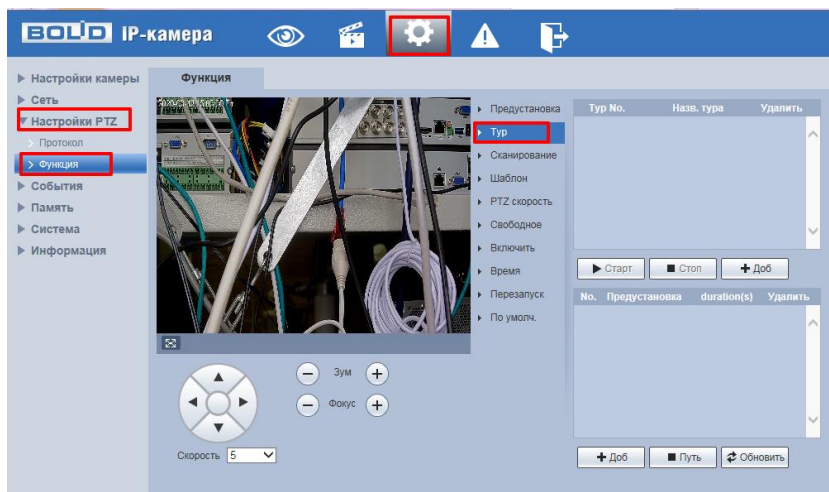 BOLID IP-камера
Настройки камеры
Сеть
Настройки PTZ
Протокол
Функция
События
Память
Система
Информация
Функция
Предустановка
Тур
Сканирование
Шаблон
PTZ скорость
Свободное
Включить
Время
Перезапуск
По умолч.
Тур No. Назв. тура Удалить
Старт Стоп Доб
No. Предустановка duration(s) Удалить
Доб Путь Обновить
Зум
Фокус
Скорость 5